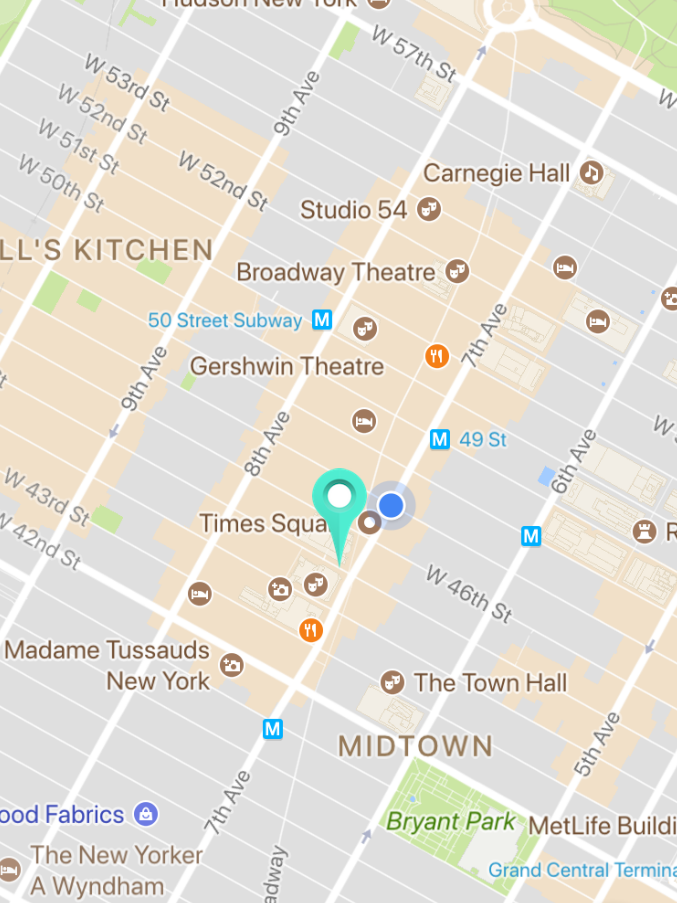 Hudson New York
W 57th St
W 53rd St
9th Ave
W 52nd St
W 51st St
W 52nd St
W 50th St
Carnegie Hall
Studio 54
LL'S KITCHEN
Broadway Theatre
50 Street Subway
M
7th Ave
Gershwin Theatre
9th Ave
8th Ave
M
49 St
6th Ave
W 43rd St
Times Squa
M
W 42nd St
W 46th St
Madame Tussauds
New York
The Town Hall
M
MIDTOWN
5th Ave
7th Ave
ood Fabrics
Bryant Park
MetLife Buildi
The New Yorker
A Wyndham
adway
Grand Central Termina